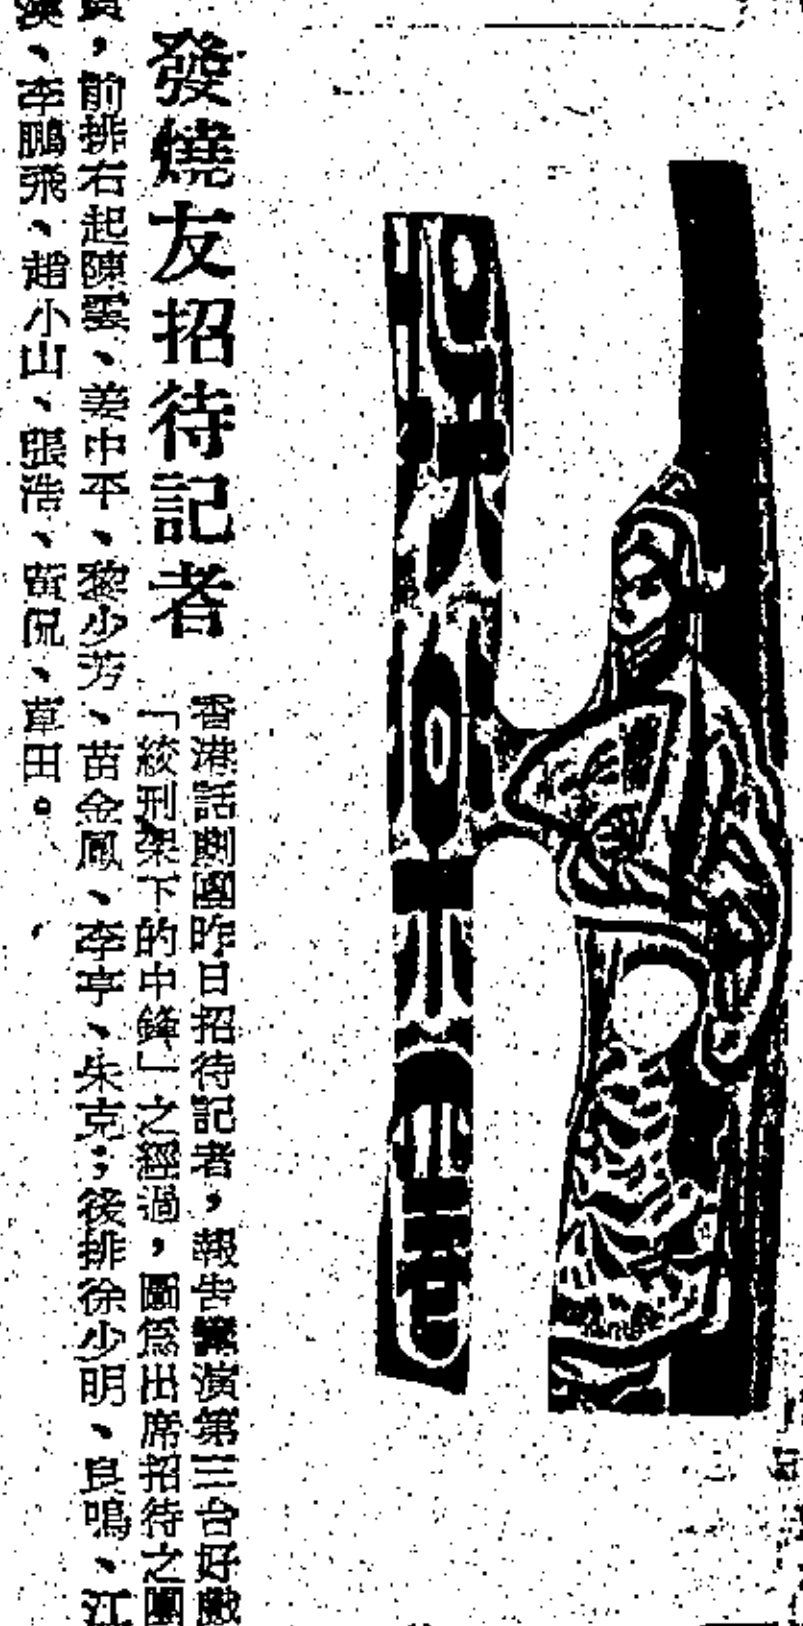 發燒友招待記者
香港話劇團昨日招待記者，報告籌演第三台好戲
「絞刑架下的中鋒」之經過，圖爲出席招待之團
員，前排右起陳雲、姜中平、黎少芳、苗金鳳、李亨、朱克；後排徐少明、良鳴、江
漢、李鵬飛、趙小山、張浩、黃侃、草田。